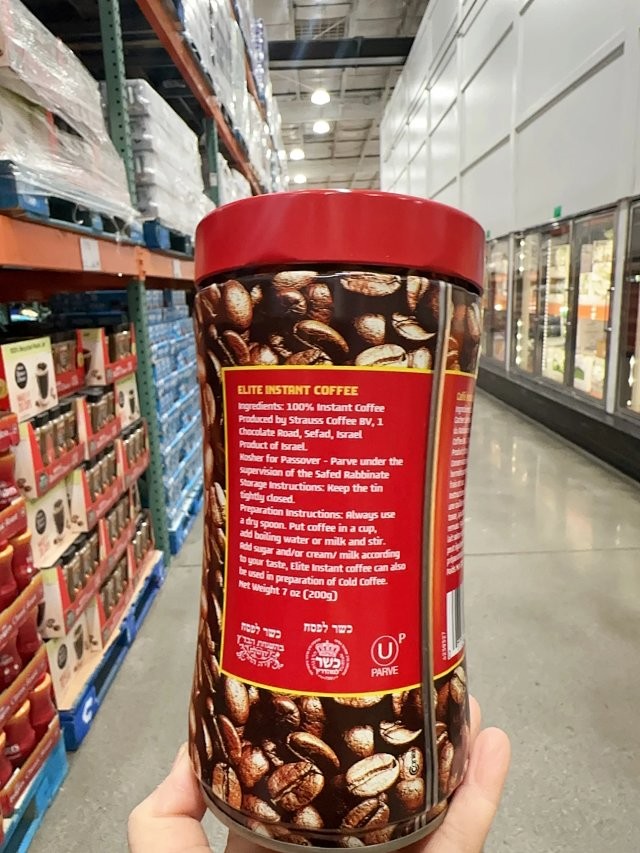 ELITE INSTANT COFFEE
Ingredients: 100% Instant Coffee
Produced by Strauss Coffee BV, 1
Chocolate Road, Sefad, Israel
Product of Israel.
Kosher for Passover - Parve under the
supervision of the Safed Rabbinate
Storage Instructions: Keep the tin
tightly closed.
Preparation Instructions: Always use
a dry spoon. Put coffee in a cup,
add boiling water or milk and stir.
Add sugar and/or cream/ milk according
to your taste, Elite Instant coffee can also
be used in preparation of Cold Coffee.
Net Weight 7 oz (200g)
כשר לפסח
כשר לפסח
כשר
U P
PARVE